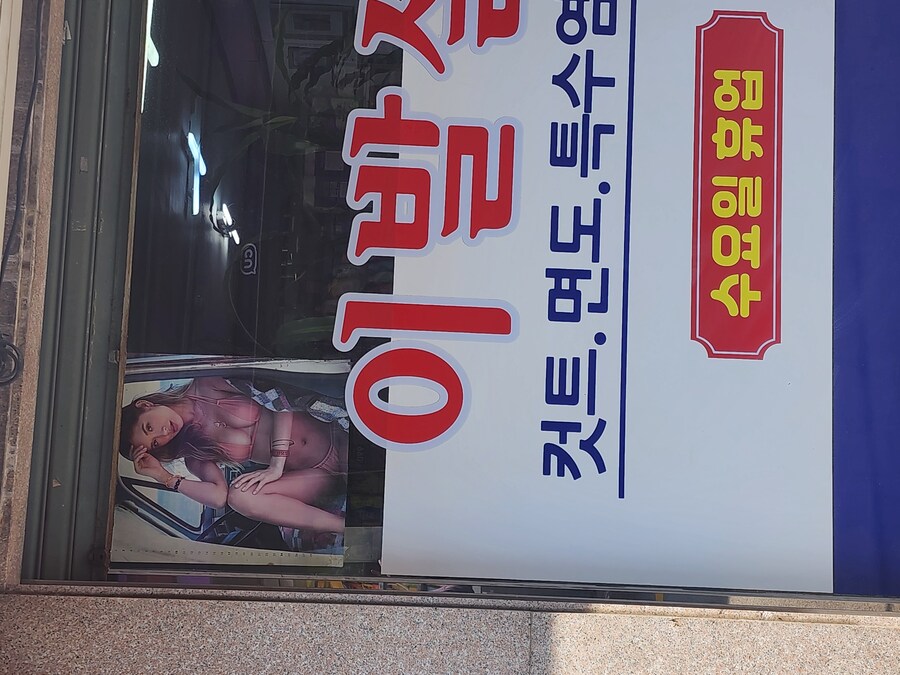 이발
컷트.면도.특수염
수요일 휴업